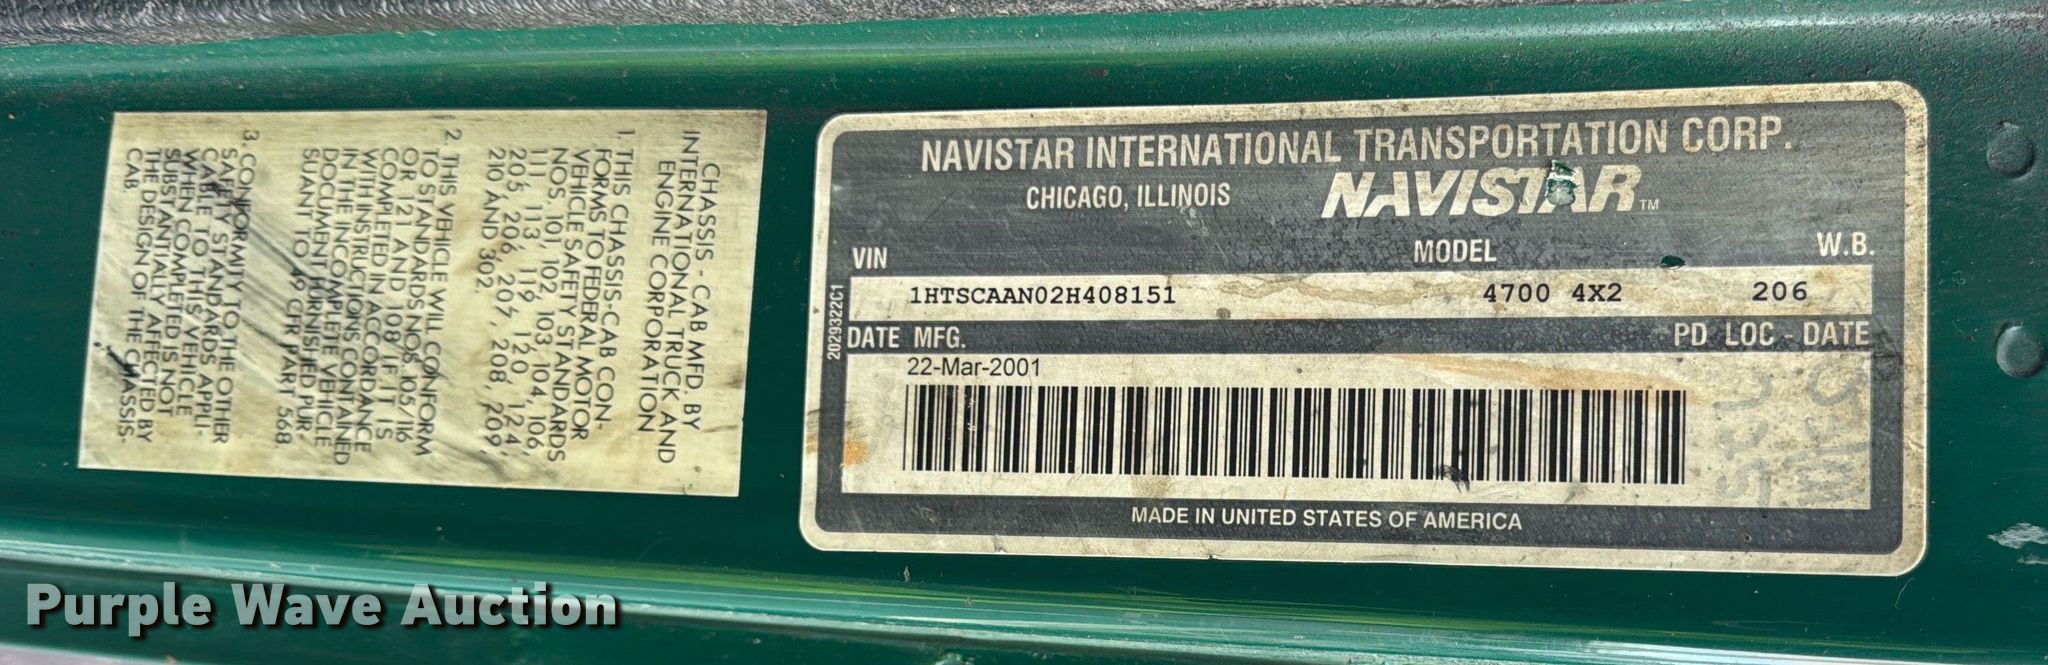 CHASSIS - CAB MFD. BY
INTERNATIONAL TRUCK AND
ENGINE CORPORATION
1. THIS CHASSIS-CAB CON-
FORMS TO FEDERAL MOTOR
VEHICLE SAFETY STANDARDS
NOS. 101, 102, 103, 104, 106,
111, 113, 119, 120, 124,
205, 206, 207, 208, 209,
210 AND 302.
2. THIS VEHICLE WILL CONFORM
TO STANDARDS NOS 105/116
OR 121 AND 108 IF IT IS
COMPLETED IN ACCORDANCE
WITH INSTRUCTIONS CONTAINED
IN THE INCOMPLETE VEHICLE
DOCUMENT FURNISHED PUR-
SUANT TO 49 CFR PART 568.
3. CONFORMITY TO THE OTHER
SAFETY STANDARDS APPLI-
CABLE TO THIS VEHICLE
WHEN COMPLETED IS NOT
SUBSTANTIALLY AFFECTED BY
THE DESIGN OF THE CHASSIS-
CAB.
NAVISTAR INTERNATIONAL TRANSPORTATION CORP.
CHICAGO, ILLINOIS NAVISTAR™
VIN MODEL W.B.
1HTSCAAN02H408151 4700 4X2 206
2029322C1
DATE MFG. PD LOC - DATE
22-Mar-2001
MADE IN UNITED STATES OF AMERICA
Purple Wave Auction